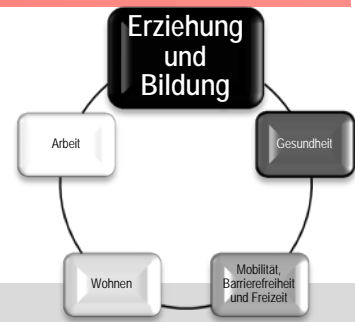 Erziehung
und
Bildung
Arbeit
Gesundheit
Wohnen
Mobilität,
Barrierefreiheit
und Freizeit